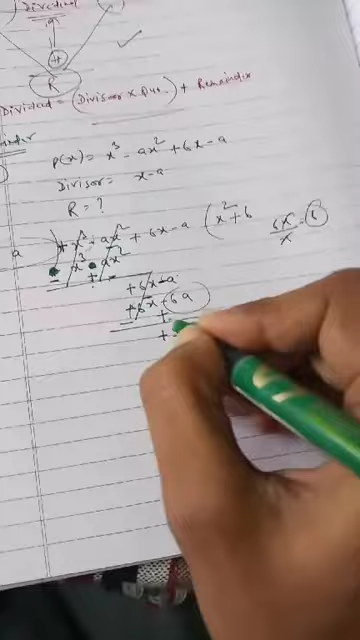 Dividend
R
Dividend = (Divisor × Quo.) + Remainder
p(x) = x³ - ax² + 6x - a
Divisor = x-a
R = ?
a ) +x³ - ax² + 6x - a ( x² + 6
6x/x = 6
x³ ax²
- + -
+6x - a
+6x - 6a
- +
+